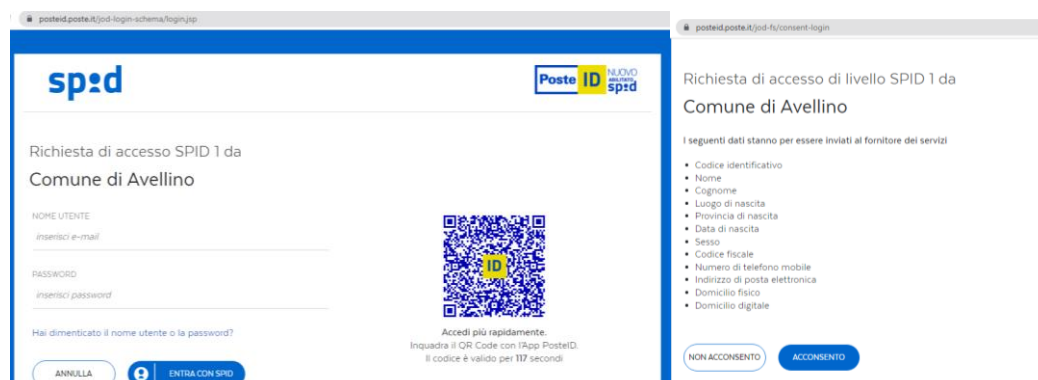 posteid.poste.it/jod-login-schema/login.jsp
sp:d
Poste ID NUOVO
ABILITATO
sp:d
Richiesta di accesso SPID 1 da
Comune di Avellino
NOME UTENTE
inserisci e-mail
PASSWORD
inserisci password
Hai dimenticato il nome utente o la password?
ANNULLA
ENTRA CON SPID
ID
Accedi più rapidamente.
Inquadra il QR Code con l'App PosteID.
Il codice è valido per 117 secondi
posteid.poste.it/jod-fs/consent-login
Richiesta di accesso di livello SPID 1 da
Comune di Avellino
I seguenti dati stanno per essere inviati al fornitore dei servizi
• Codice identificativo
• Nome
• Cognome
• Luogo di nascita
• Provincia di nascita
• Data di nascita
• Sesso
• Codice fiscale
• Numero di telefono mobile
• Indirizzo di posta elettronica
• Domicilio fisico
• Domicilio digitale
NON ACCONSENTO
ACCONSENTO